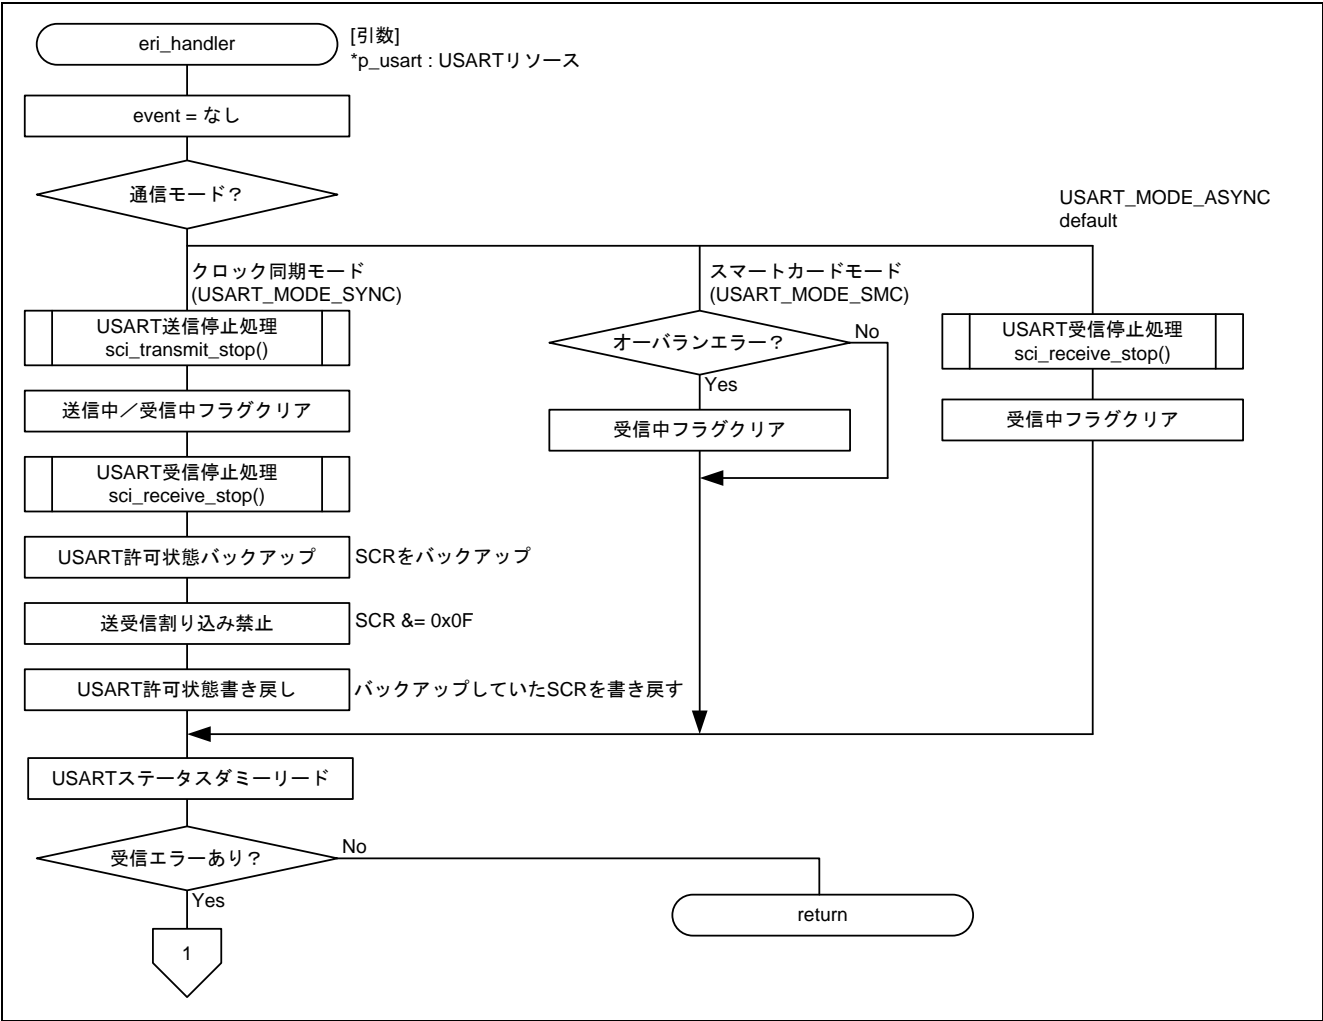 eri_handler
[引数]
*p_usart : USARTリソース
event = なし
通信モード？
USART_MODE_ASYNC
default
クロック同期モード
(USART_MODE_SYNC)
スマートカードモード
(USART_MODE_SMC)
USART送信停止処理
sci_transmit_stop()
オーバランエラー？
No
Yes
USART受信停止処理
sci_receive_stop()
送信中／受信中フラグクリア
受信中フラグクリア
受信中フラグクリア
USART受信停止処理
sci_receive_stop()
USART許可状態バックアップ
SCRをバックアップ
送受信割り込み禁止
SCR &= 0x0F
USART許可状態書き戻し
バックアップしていたSCRを書き戻す
USARTステータスダミーリード
受信エラーあり？
No
Yes
return
1